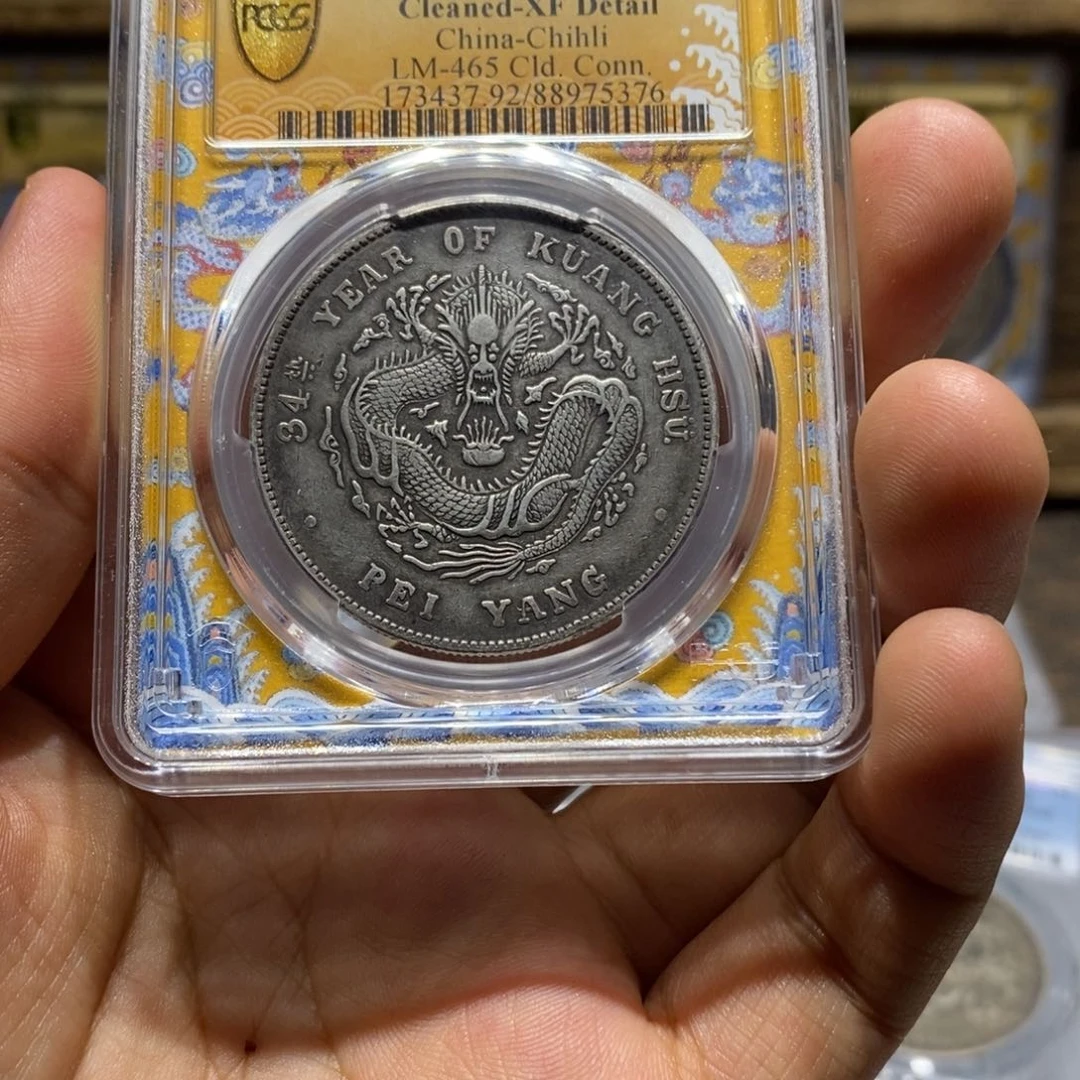 PCGS
Cleaned-XF Detail
China-Chihli
LM-465 Cld. Conn.
173437.92/88975376
34TH YEAR OF KUANG HSÜ
PEI YANG